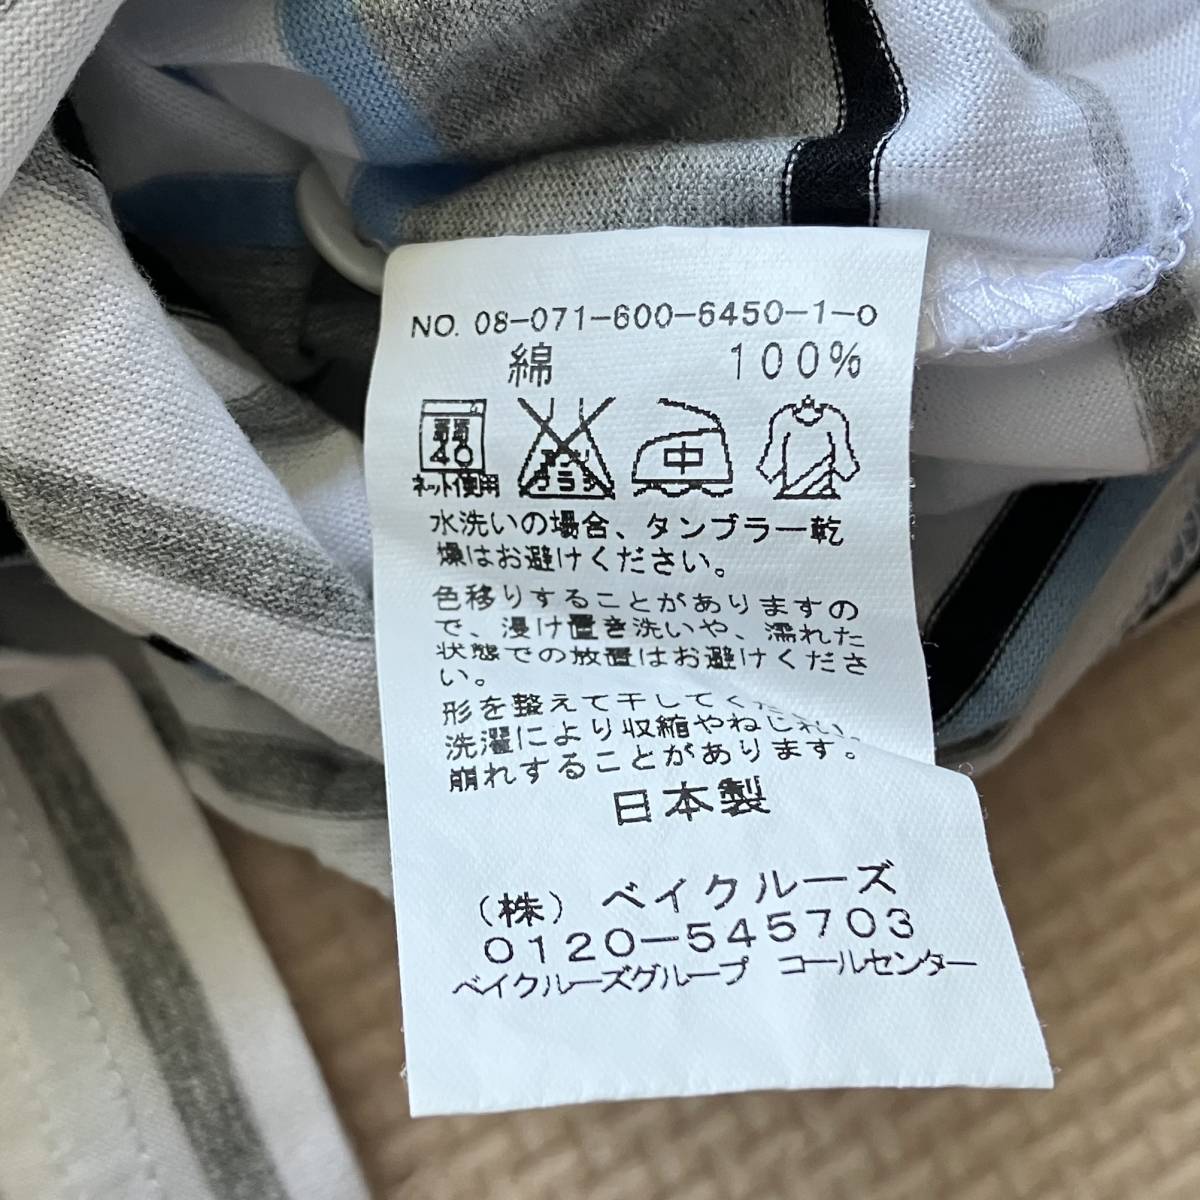 NO. 08-071-600-6450-1-0
綿 100%
弱 40 中
ネット使用
水洗いの場合、タンブラー乾
燥はお避けください。
色移りすることがありますの
で、浸け置き洗いや、濡れた
状態での放置はお避けくださ
い。
形を整えて干してく
洗濯により収縮やねじれ、
崩れすることがあります。
日本製
(株) ベイクルーズ
0120-545703
ベイクルーズグループ コールセンター